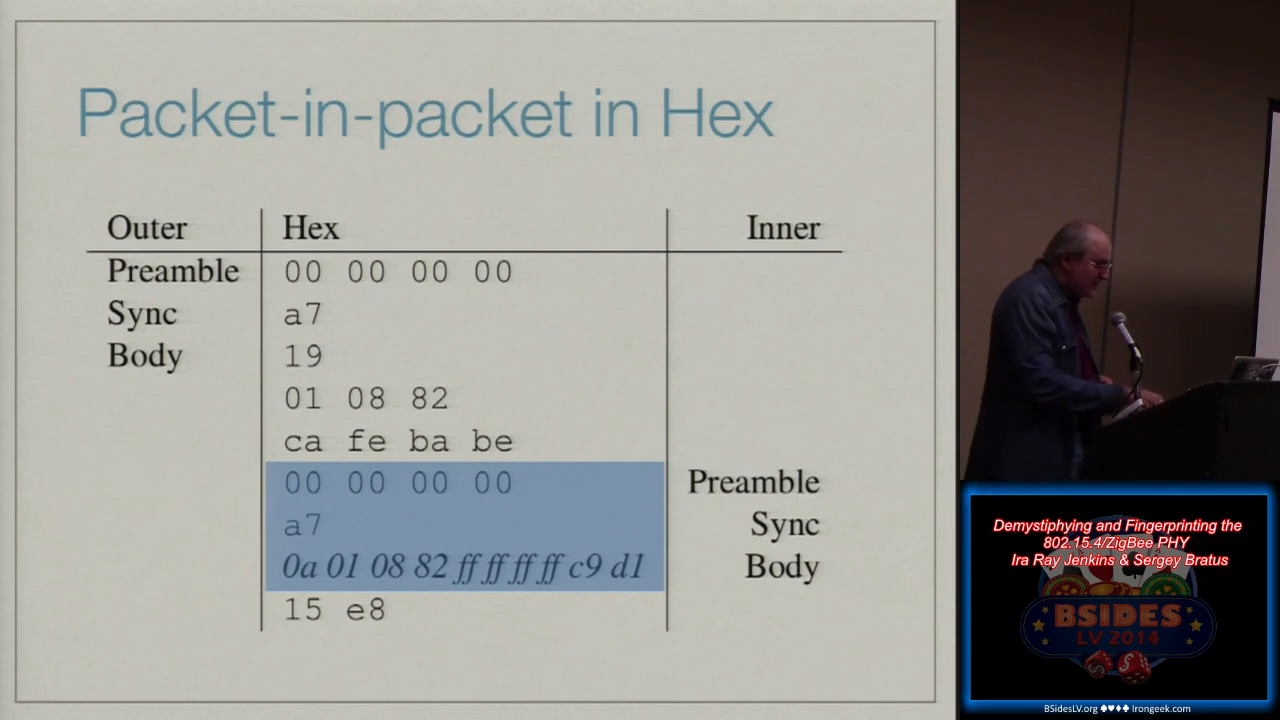 Packet-in-packet in Hex
Outer Hex Inner
Preamble 00 00 00 00
Sync a7
Body 19
01 08 82
ca fe ba be
00 00 00 00 Preamble
a7 Sync
0a 01 08 82 ff ff ff ff c9 d1 Body
15 e8
Demystiphying and Fingerprinting the
802.15.4/ZigBee PHY
Ira Ray Jenkins & Sergey Bratus
BSIDES
LV 2014
BSidesLV.org ♠♥♦♣ Irongeek.com